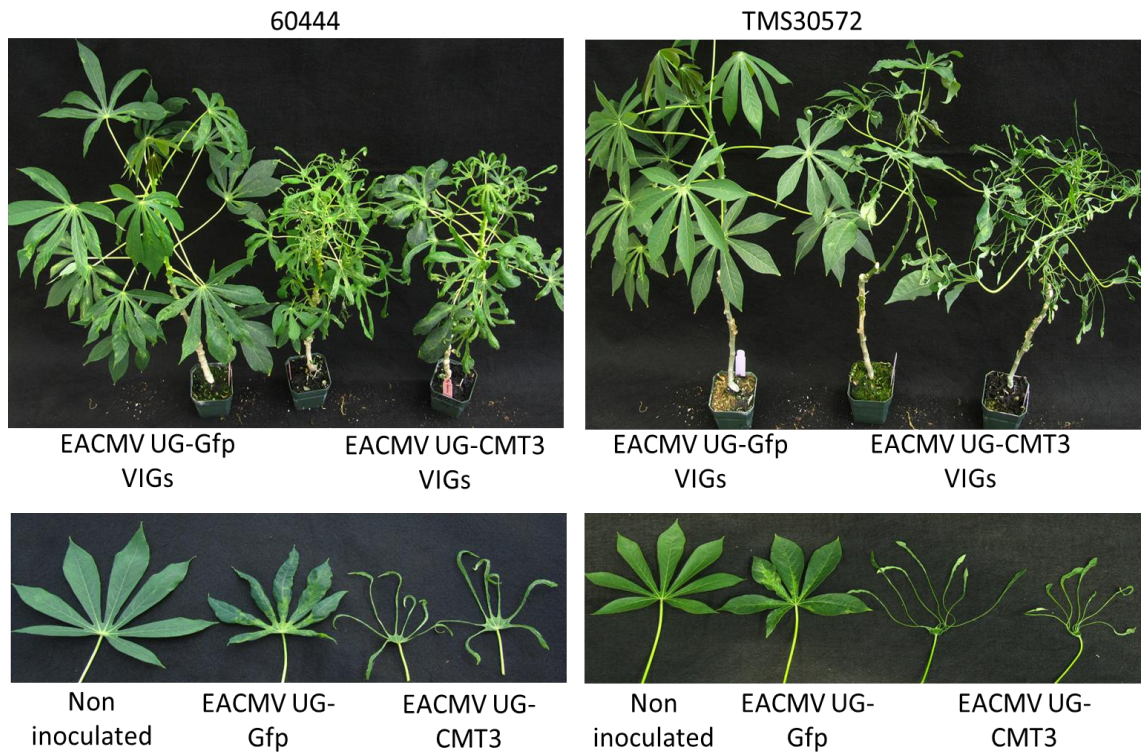 60444
TMS30572
EACMV UG-Gfp
VIGs
EACMV UG-CMT3
VIGs
EACMV UG-Gfp
VIGs
EACMV UG-CMT3
VIGs
Non
inoculated
EACMV UG-
Gfp
EACMV UG-
CMT3
Non
inoculated
EACMV UG-
Gfp
EACMV UG-
CMT3